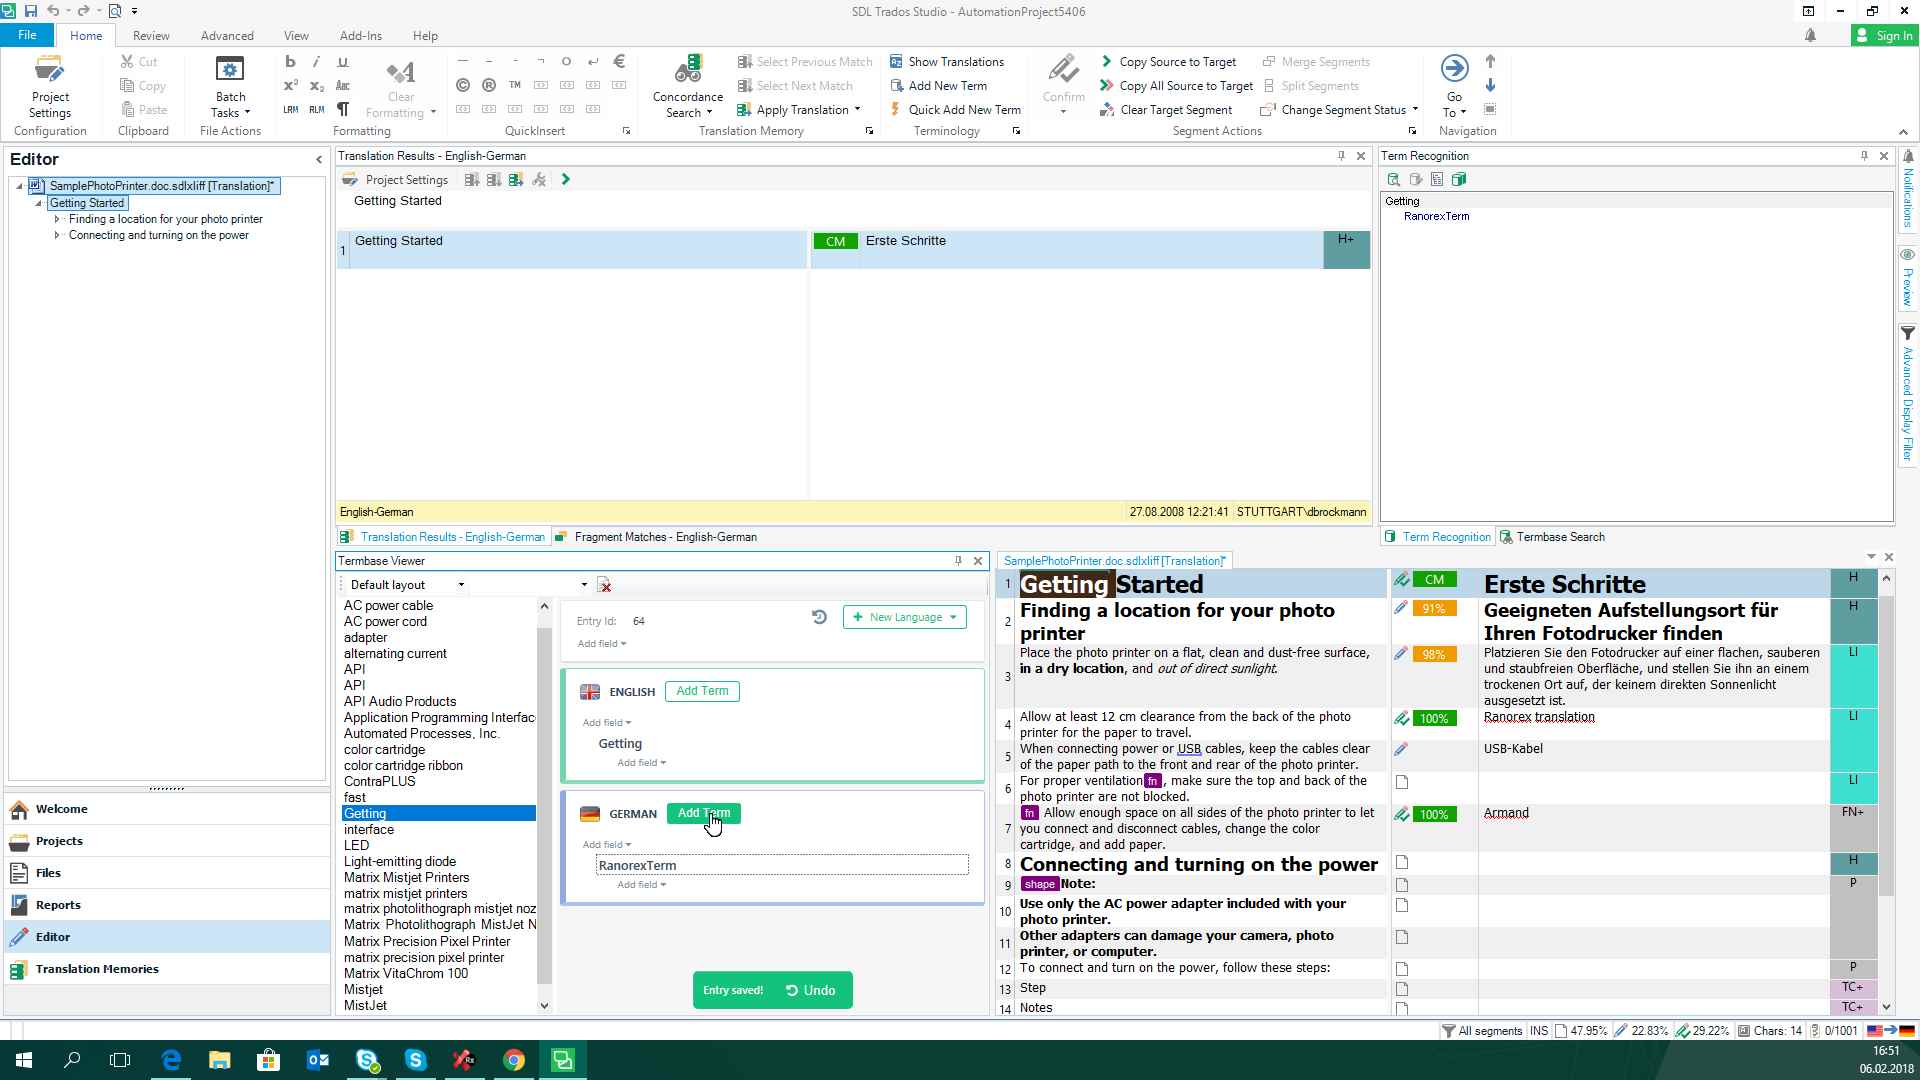 SDL Trados Studio - AutomationProject5406
File Home Review Advanced View Add-Ins Help
Sign In
Project Settings
Configuration
Cut
Copy
Paste
Clipboard
Batch Tasks
File Actions
b i u
x² x₂ Abc
LRM RLM ¶
Clear Formatting
Formatting
© ® TM
€
QuickInsert
Concordance Search
Select Previous Match
Select Next Match
Apply Translation
Translation Memory
Show Translations
Add New Term
Quick Add New Term
Terminology
Confirm
Copy Source to Target
Copy All Source to Target
Clear Target Segment
Merge Segments
Split Segments
Change Segment Status
Segment Actions
Go To
Navigation
Editor
SamplePhotoPrinter.doc.sdlxliff [Translation]*
Getting Started
Finding a location for your photo printer
Connecting and turning on the power
Welcome
Projects
Files
Reports
Editor
Translation Memories
Translation Results - English-German
Project Settings
Getting Started
1 Getting Started CM Erste Schritte H+
English-German 27.08.2008 12:21:41 STUTTGART\dbrockmann
Translation Results - English-German Fragment Matches - English-German
Term Recognition
Getting
RanorexTerm
Term Recognition Termbase Search
Notifications
Preview
Advanced Display Filter
Termbase Viewer
Default layout
AC power cable
AC power cord
adapter
alternating current
API
API
API Audio Products
Application Programming Interfac
Automated Processes, Inc.
color cartridge
color cartridge ribbon
ContraPLUS
fast
Getting
interface
LED
Light-emitting diode
Matrix Mistjet Printers
matrix mistjet printers
matrix photolithograph mistjet noz
Matrix Photolithograph MistJet N
Matrix Precision Pixel Printer
matrix precision pixel printer
Matrix VitaChrom 100
Mistjet
MistJet
Entry Id: 64
New Language
Add field
ENGLISH Add Term
Add field
Getting
Add field
GERMAN Add Term
Add field
RanorexTerm
Add field
Entry saved! Undo
SamplePhotoPrinter.doc.sdlxliff [Translation]*
1 Getting Started CM Erste Schritte H
2 Finding a location for your photo printer 91% Geeigneten Aufstellungsort für Ihren Fotodrucker finden H
3 Place the photo printer on a flat, clean and dust-free surface, in a dry location, and out of direct sunlight. 98% Platzieren Sie den Fotodrucker auf einer flachen, sauberen und staubfreien Oberfläche, und stellen Sie ihn an einem trockenen Ort auf, der keinem direkten Sonnenlicht ausgesetzt ist. LI
4 Allow at least 12 cm clearance from the back of the photo printer for the paper to travel. 100% Ranorex translation LI
5 When connecting power or USB cables, keep the cables clear of the paper path to the front and rear of the photo printer. USB-Kabel
6 For proper ventilation fn , make sure the top and back of the photo printer are not blocked. LI
7 fn Allow enough space on all sides of the photo printer to let you connect and disconnect cables, change the color cartridge, and add paper. 100% Armand FN+
8 Connecting and turning on the power H
9 shape Note: P
10 Use only the AC power adapter included with your photo printer.
11 Other adapters can damage your camera, photo printer, or computer.
12 To connect and turn on the power, follow these steps: P
13 Step TC+
14 Notes TC+
All segments INS 47.95% 22.83% 29.22% Chars: 14 0/1001
16:51
06.02.2018